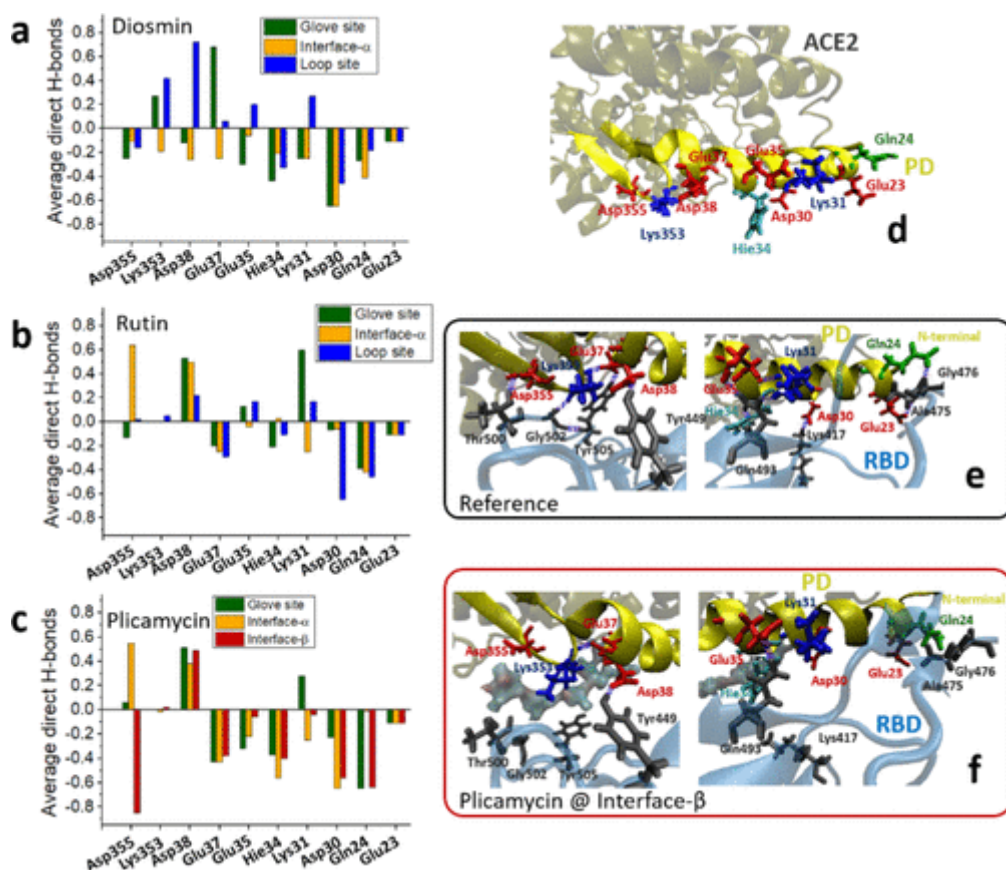 a
Diosmin
Glove site
Interface-α
Loop site
Average direct H-bonds
0.8
0.6
0.4
0.2
0.0
-0.2
-0.4
-0.6
-0.8
Asp355
Lys353
Asp38
Glu37
Glu35
Hie34
Lys31
Asp30
Gln24
Glu23
b
Rutin
Glove site
Interface-α
Loop site
Average direct H-bonds
0.8
0.6
0.4
0.2
0.0
-0.2
-0.4
-0.6
-0.8
Asp355
Lys353
Asp38
Glu37
Glu35
Hie34
Lys31
Asp30
Gln24
Glu23
c
Plicamycin
Glove site
Interface-α
Interface-β
Average direct H-bonds
0.8
0.6
0.4
0.2
0.0
-0.2
-0.4
-0.6
-0.8
Asp355
Lys353
Asp38
Glu37
Glu35
Hie34
Lys31
Asp30
Gln24
Glu23
ACE2
Gln24
PD
Glu37
Glu35
Glu23
Asp355
Asp38
Lys31
Asp30
Lys353
Hie34
d
Glu37
Asp355
Asp38
Tyr449
Thr500
Gly502
Tyr505
PD
Lys31
N-terminal
Gln24
Gly476
Hie34
Asp30
Glu23
Ala475
Lys417
Gln493
RBD
e
Reference
Glu37
Asp355
Lys353
Asp38
Tyr449
Thr500
Gly502
Tyr505
PD
Lys31
N-terminal
Gln24
Glu35
Asp30
Glu23
Gly476
Ala475
Gln493
Lys417
RBD
f
Plicamycin @ Interface-β